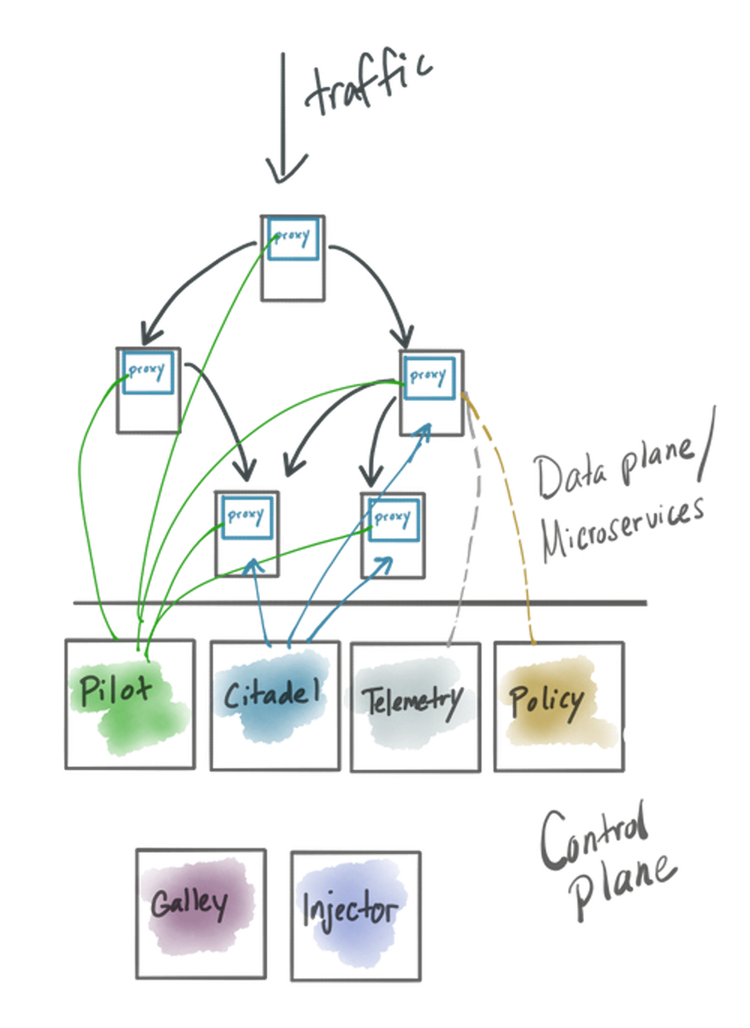 traffic
proxy
proxy
proxy
proxy
proxy
Data plane/
Microservices
Pilot
Citadel
Telemetry
Policy
Control
plane
Galley
Injector